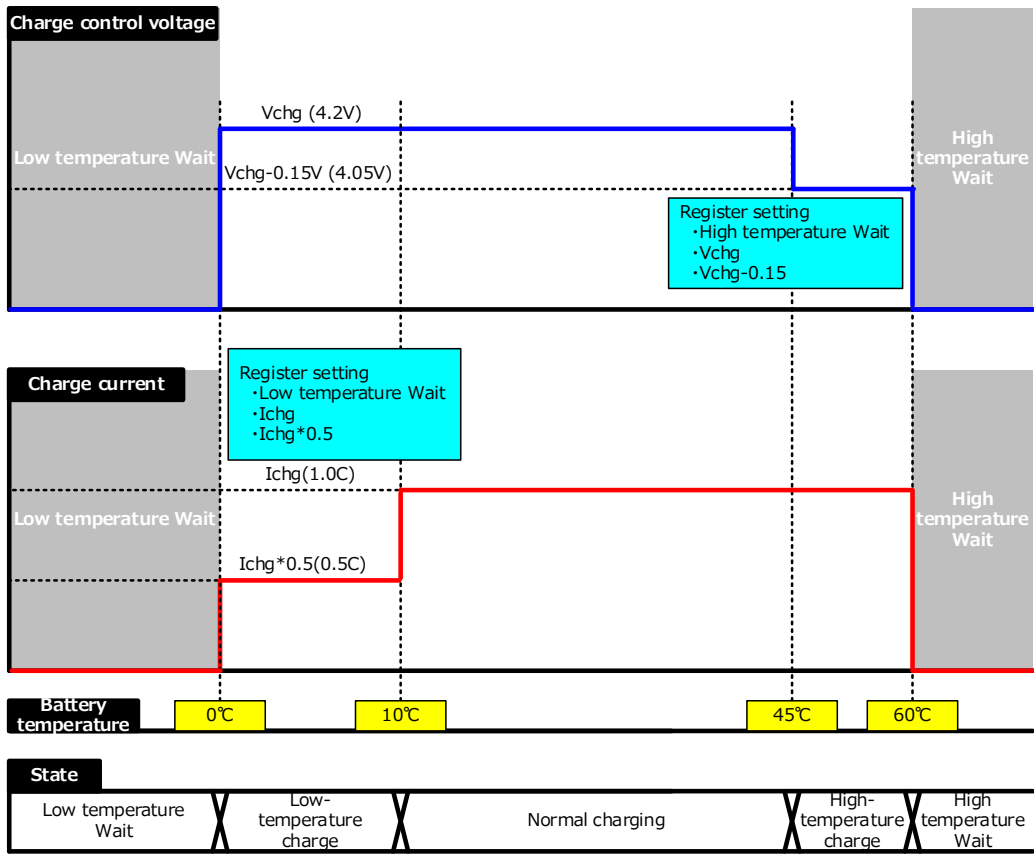 Charge control voltage
Vchg (4.2V)
Low temperature Wait
High
temperature
Wait
Vchg-0.15V (4.05V)
Register setting
・High temperature Wait
・Vchg
・Vchg-0.15
Charge current
Register setting
・Low temperature Wait
・Ichg
・Ichg*0.5
Ichg(1.0C)
Low temperature Wait
High
temperature
Wait
Ichg*0.5(0.5C)
Battery
temperature
0℃
10℃
45℃
60℃
State
Low temperature
Wait
Low-
temperature
charge
Normal charging
High-
temperature
charge
High
temperature
Wait